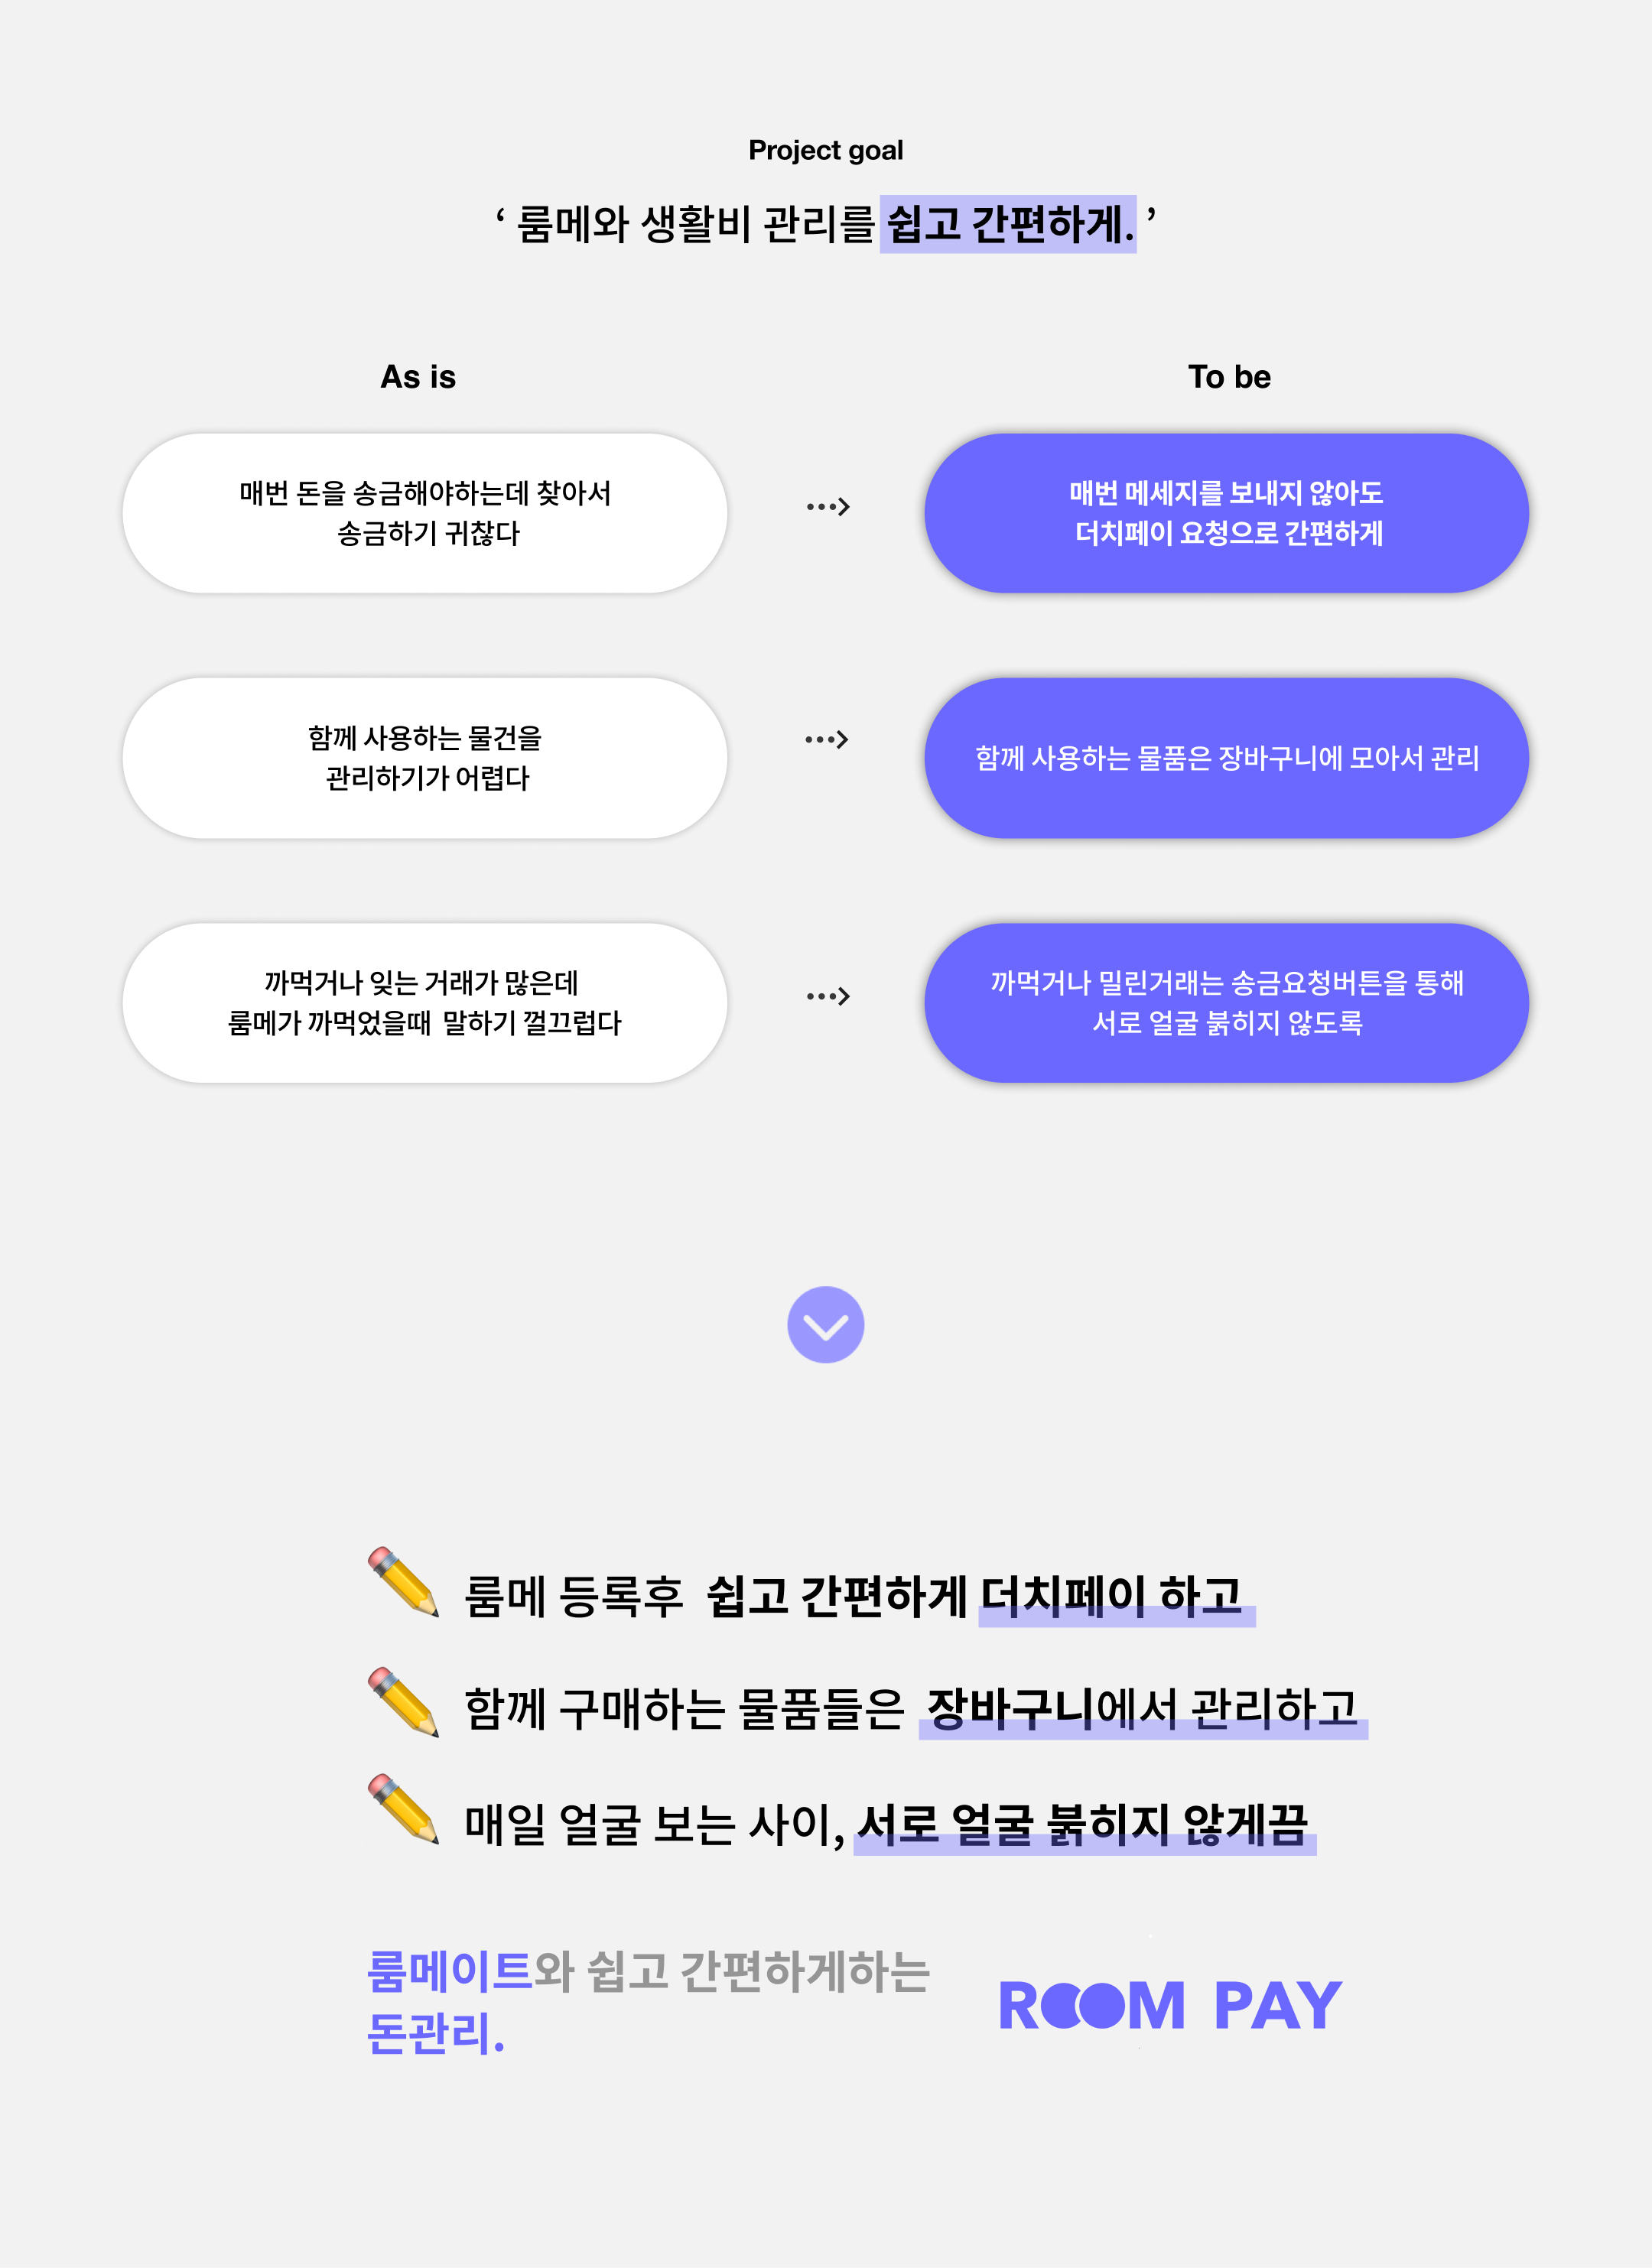 Project goal
‘ 룸메와 생활비 관리를 쉽고 간편하게. ’
As is
To be
매번 돈을 송금해야하는데 찾아서
송금하기 귀찮다
매번 메세지를 보내지 않아도
더치페이 요청으로 간편하게
함께 사용하는 물건을
관리하기가 어렵다
함께 사용하는 물품은 장바구니에 모아서 관리
까먹거나 잊는 거래가 많은데
룸메가 까먹었을때 말하기 껄끄럽다
까먹거나 밀린거래는 송금요청버튼을 통해
서로 얼굴 붉히지 않도록
룸메 등록후 쉽고 간편하게 더치페이 하고
함께 구매하는 물품들은 장바구니에서 관리하고
매일 얼굴 보는 사이, 서로 얼굴 붉히지 않게끔
룸메이트와 쉽고 간편하게하는
돈관리.
ROOM PAY